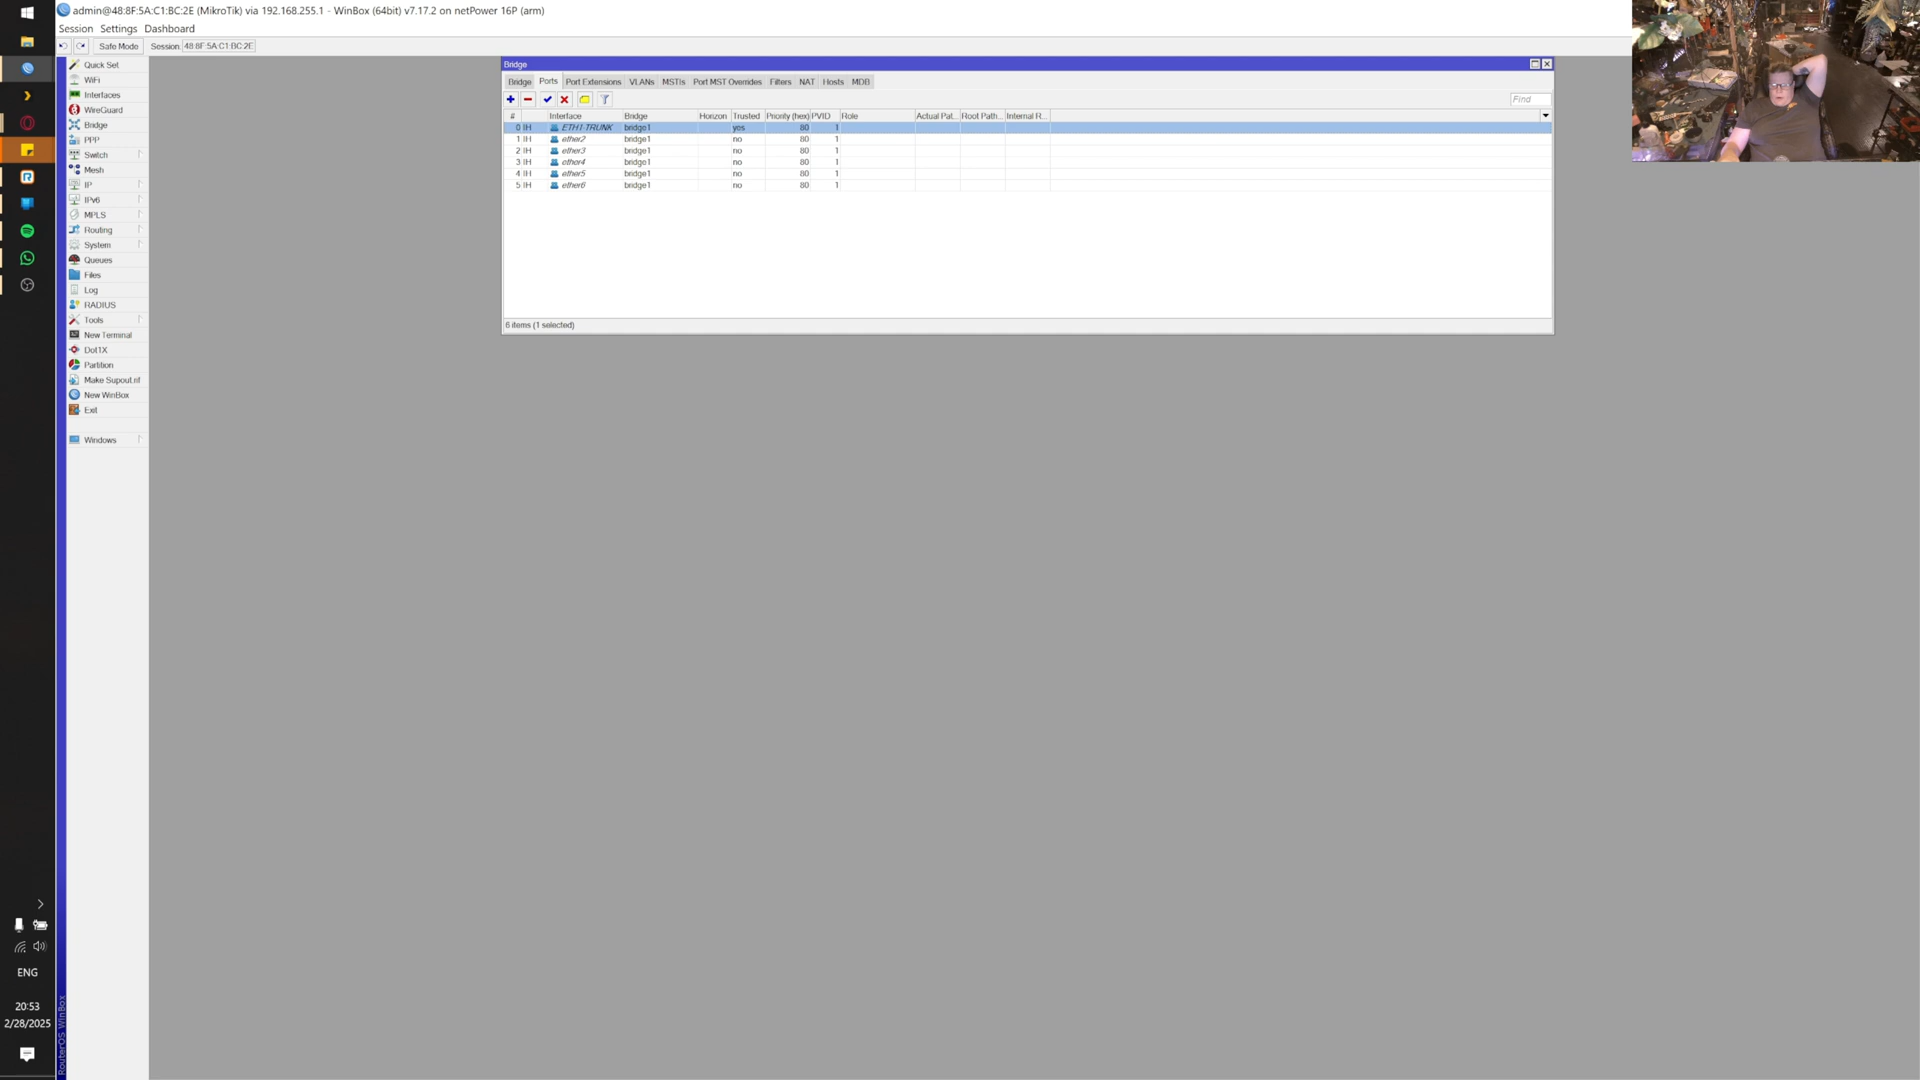 admin@48:8F:5A:C1:BC:2E (MikroTik) via 192.168.255.1 - WinBox (64bit) v7.17.2 on netPower 16P (arm)
Session Settings Dashboard
Safe Mode Session: 48:8F:5A:C1:BC:2E
Quick Set
WiFi
Interfaces
WireGuard
Bridge
PPP
Switch
Mesh
IP
IPv6
MPLS
Routing
System
Queues
Files
Log
RADIUS
Tools
New Terminal
Dot1X
Partition
Make Supout.rif
New WinBox
Exit
Windows
RouterOS WinBox
Bridge
Bridge Ports Port Extensions VLANs MSTIs Port MST Overrides Filters NAT Hosts MDB
Find
# Interface Bridge Horizon Trusted Priority (hex) PVID Role Actual Pat... Root Path... Internal R...
0 IH ETH1-TRUNK bridge1 yes 80 1
1 IH ether2 bridge1 no 80 1
2 IH ether3 bridge1 no 80 1
3 IH ether4 bridge1 no 80 1
4 IH ether5 bridge1 no 80 1
5 IH ether6 bridge1 no 80 1
6 items (1 selected)
ENG
20:53
2/28/2025